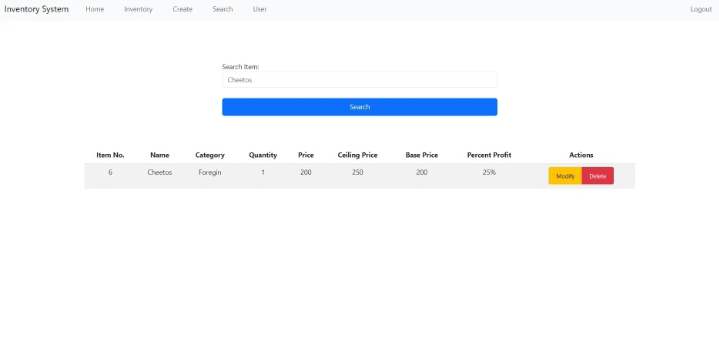 Inventory System Home Inventory Create Search User Logout
Search Item:
Cheetos
Search
Item No. Name Category Quantity Price Ceiling Price Base Price Percent Profit Actions
6 Cheetos Foregin 1 200 250 200 25% Modify Delete